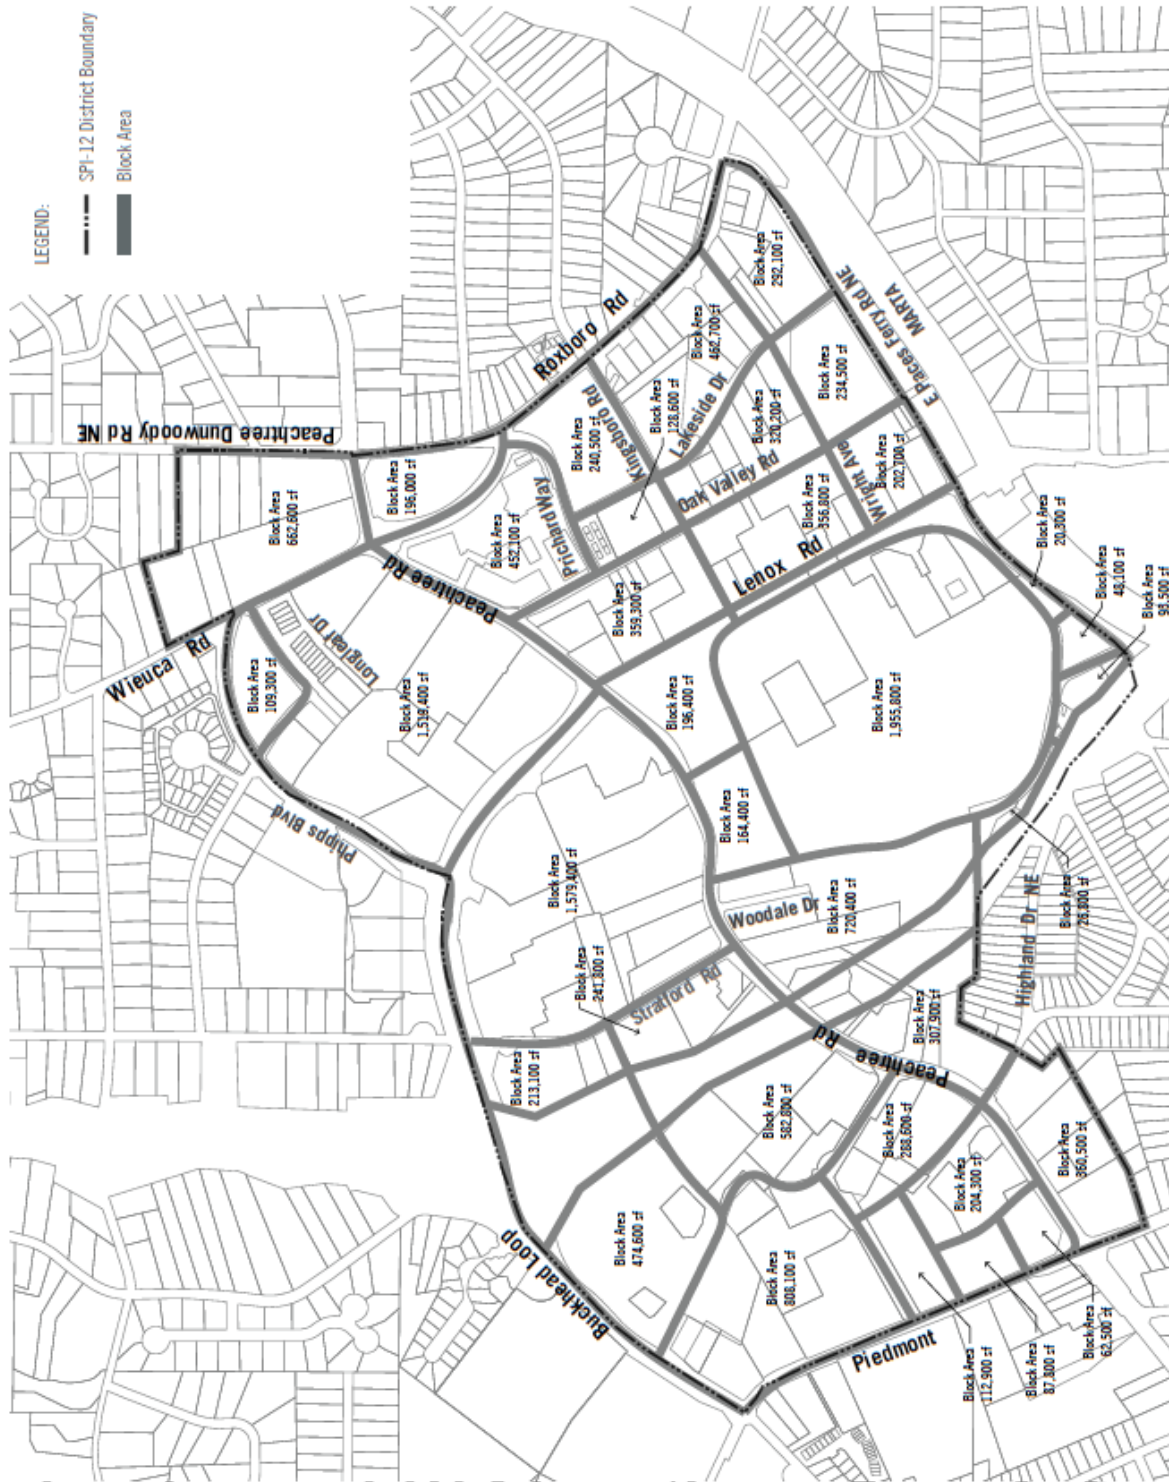 LEGEND:
SPI-12 District Boundary
Block Area
Peachtree Dunwoody Rd NE
Roxboro Rd
Block Area
292,100 sf
Block Area
462,700 sf
E Paces Ferry Rd NE
MARTA
Block Area
662,600 sf
Block Area
196,000 sf
Block Area
240,500 sf
Kingsboro Rd
Block Area
128,600 sf
Lakeside Dr
Block Area
320,200 sf
Block Area
234,500 sf
Block Area
452,100 sf
Prichard Way
Oak Valley Rd
Block Area
356,800 sf
Wright Ave
Block Area
202,700 sf
Wieuca Rd
Peachtree Rd
Lenox Rd
Block Area
20,300 sf
Block Area
109,300 sf
Longleaf Dr
Block Area
359,300 sf
Block Area
Block Area
98,500 sf
Block Area
1,519,400 sf
Block Area
196,400 sf
Block Area
1,955,800 sf
Phipps Blvd
Block Area
164,400 sf
Block Area
1,579,400 sf
Woodale Dr
Block Area
720,400 sf
Highland Dr NE
Block Area
26,800 sf
Block Area
241,800 sf
Stratford Rd
Block Area
307,900 sf
Peachtree Rd
Block Area
213,100 sf
Block Area
582,800 sf
Block Area
288,600 sf
Block Area
204,300 sf
Block Area
360,500 sf
Buckhead Loop
Block Area
474,600 sf
Block Area
808,100 sf
Piedmont
Block Area
112,900 sf
Block Area
87,800 sf
Block Area
62,500 sf